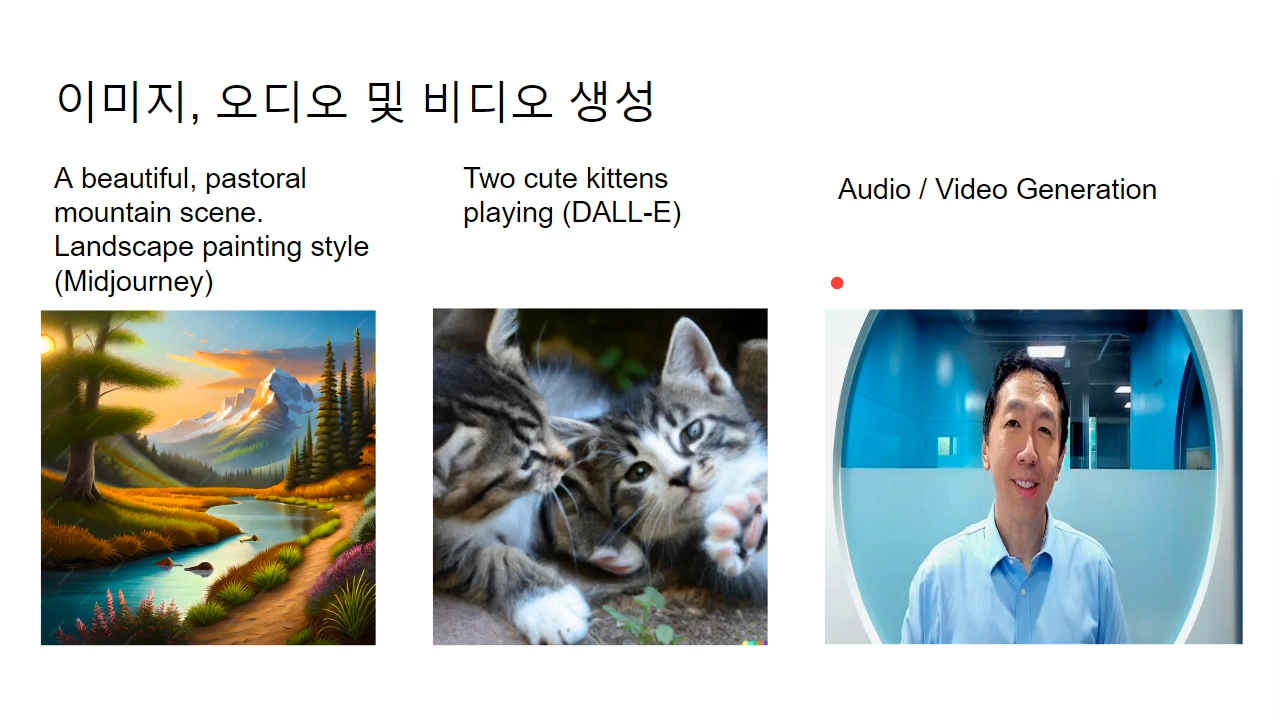 이미지, 오디오 및 비디오 생성
A beautiful, pastoral
mountain scene.
Landscape painting style
(Midjourney)
Two cute kittens
playing (DALL-E)
Audio / Video Generation